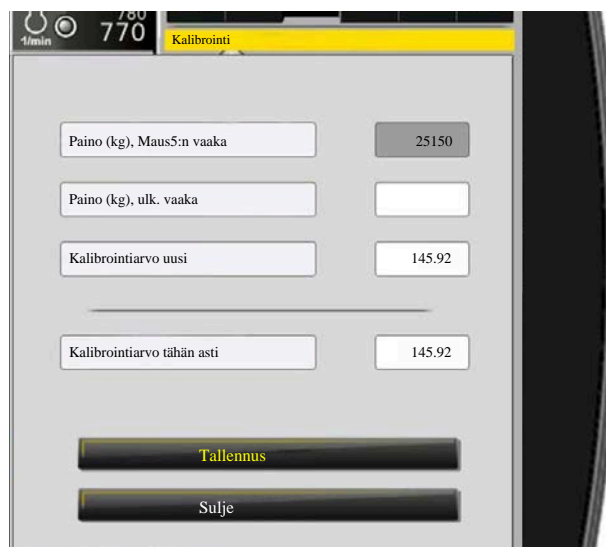 1/min
780
770
Kalibrointi
Paino (kg), Maus5:n vaaka
25150
Paino (kg), ulk. vaaka
Kalibrointiarvo uusi
145.92
Kalibrointiarvo tähän asti
145.92
Tallennus
Sulje